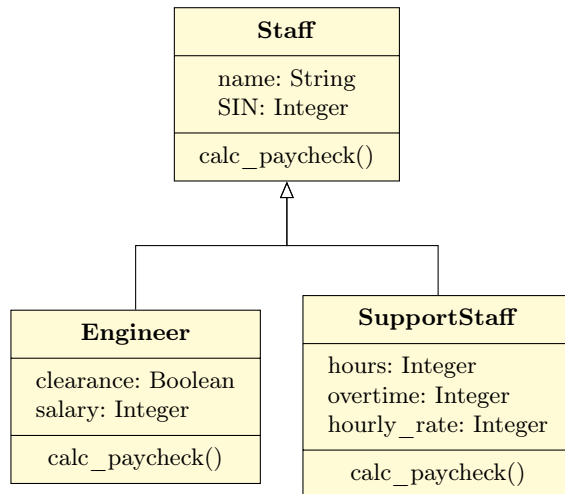 Staff
name: String
SIN: Integer
calc_paycheck()
Engineer
clearance: Boolean
salary: Integer
calc_paycheck()
SupportStaff
hours: Integer
overtime: Integer
hourly_rate: Integer
calc_paycheck()